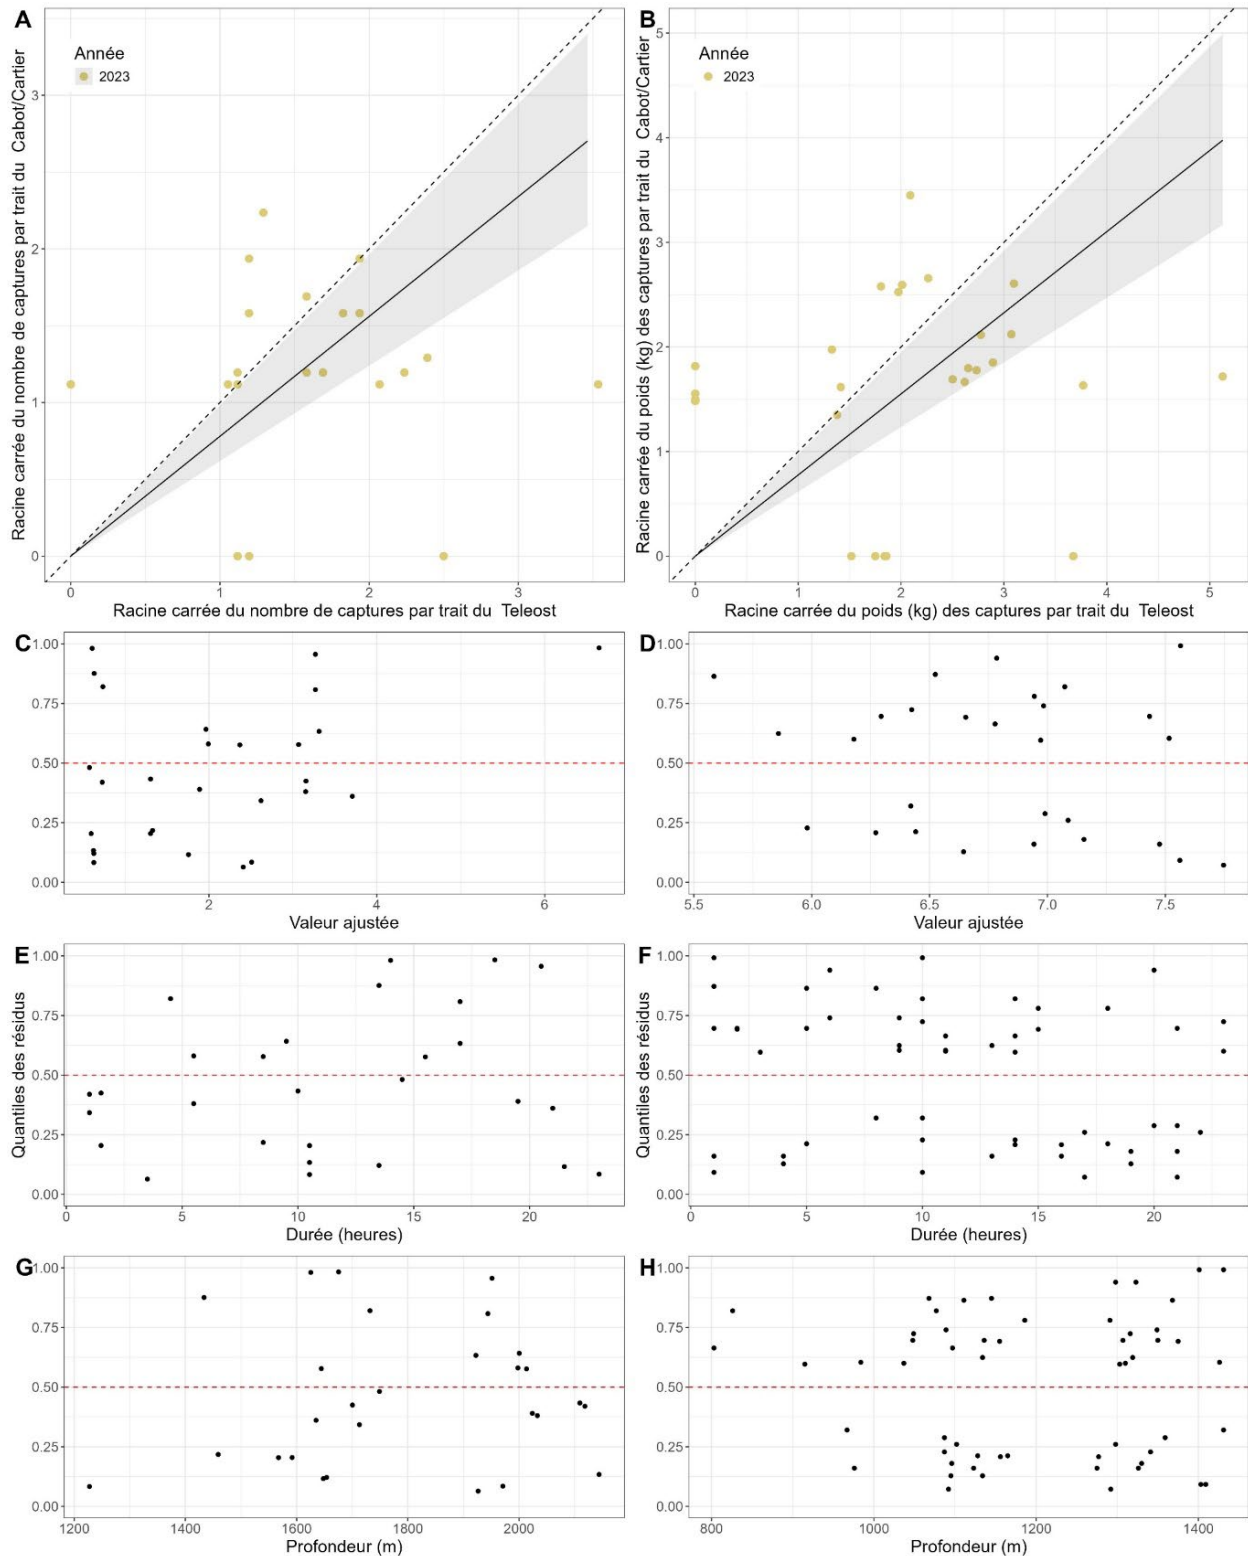 A
Année
2023
Racine carrée du nombre de captures par trait du Cabot/Cartier
3
2
1
0
0 1 2 3
Racine carrée du nombre de captures par trait du Teleost
B
Année
2023
Racine carrée du poids (kg) des captures par trait du Cabot/Cartier
5
4
3
2
1
0
0 1 2 3 4 5
Racine carrée du poids (kg) des captures par trait du Teleost
C
1.00
0.75
0.50
0.25
0.00
2 4 6
Valeur ajustée
D
1.00
0.75
0.50
0.25
0.00
5.5 6.0 6.5 7.0 7.5
Valeur ajustée
E
Quantiles des résidus
1.00
0.75
0.50
0.25
0.00
0 5 10 15 20
Durée (heures)
F
Quantiles des résidus
1.00
0.75
0.50
0.25
0.00
0 5 10 15 20
Durée (heures)
G
1.00
0.75
0.50
0.25
0.00
1200 1400 1600 1800 2000
Profondeur (m)
H
1.00
0.75
0.50
0.25
0.00
800 1000 1200 1400
Profondeur (m)